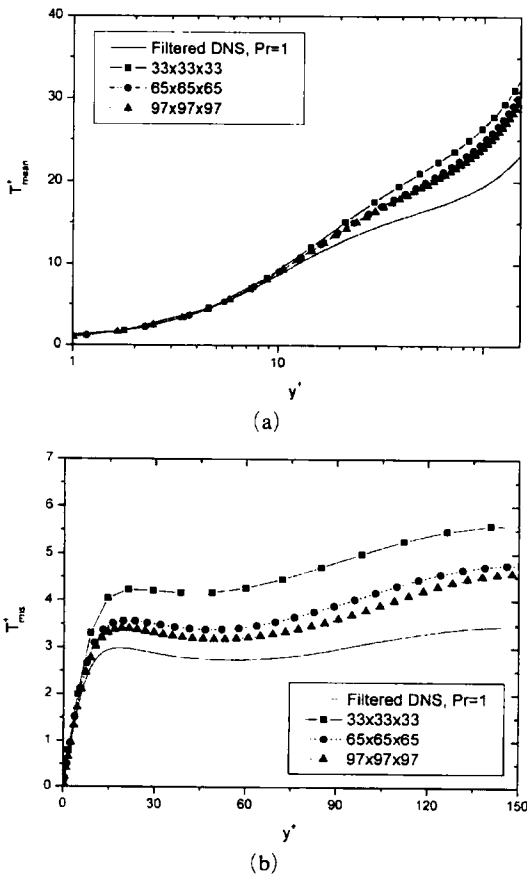 40
30
20
10
0
T⁺mean
Filtered DNS, Pr=1
33x33x33
65x65x65
97x97x97
1
10
y⁺
(a)
7
6
5
4
3
2
1
0
T⁺rms
Filtered DNS, Pr=1
33x33x33
65x65x65
97x97x97
0
30
60
90
120
150
y⁺
(b)